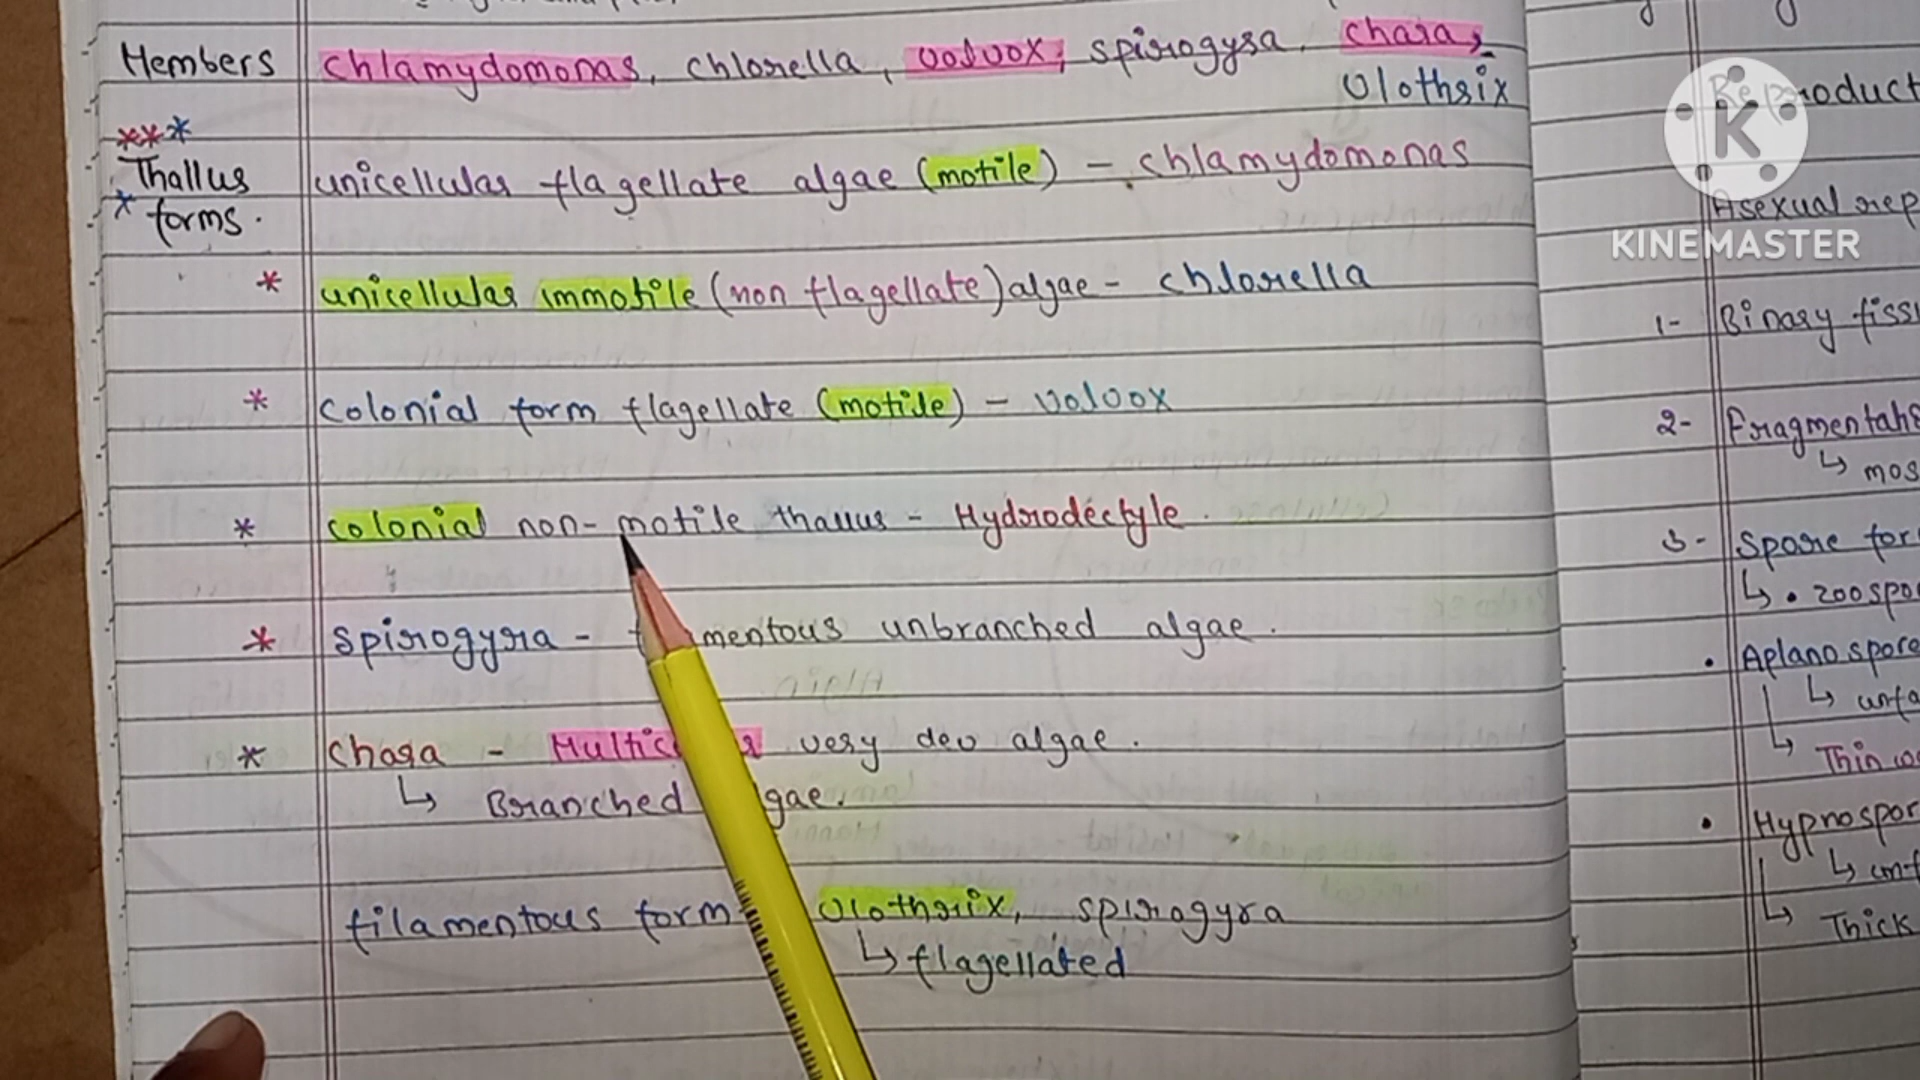 Members chlamydomonas, chlorella, volvox, spirogyra, chara,
Ulothrix
***
Thallus unicellular flagellate algae (motile) - chlamydomonas
* forms.
* unicellular immotile (non flagellate) algae - chlorella
* colonial form flagellate (motile) - volvox
* colonial non-motile thallus - Hydrodectyle.
* spirogyra - mentous unbranched algae.
* Chara - very dev algae.
↳ Branched gae.
filamentous form Ulothrix, spirogyra
↳ flagellated
Asexual rep
1- Binary fiss
2- Fragmentati
↳ mos
3- Spore for
↳ • zoospo
• Aplanospore
↳ unfa
↳ Thin
• Hypnospor
↳ Thick
K
KINEMASTER